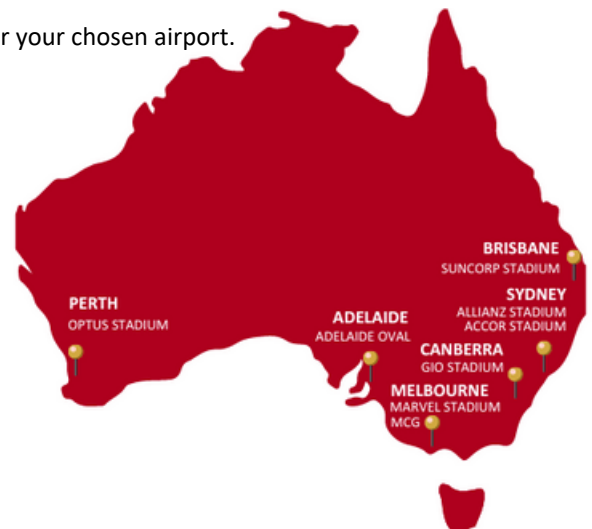 r your chosen airport.
BRISBANE
SUNCORP STADIUM
SYDNEY
ALLIANZ STADIUM
ACCOR STADIUM
PERTH
OPTUS STADIUM
ADELAIDE
ADELAIDE OVAL
CANBERRA
GIO STADIUM
MELBOURNE
MARVEL STADIUM
MCG